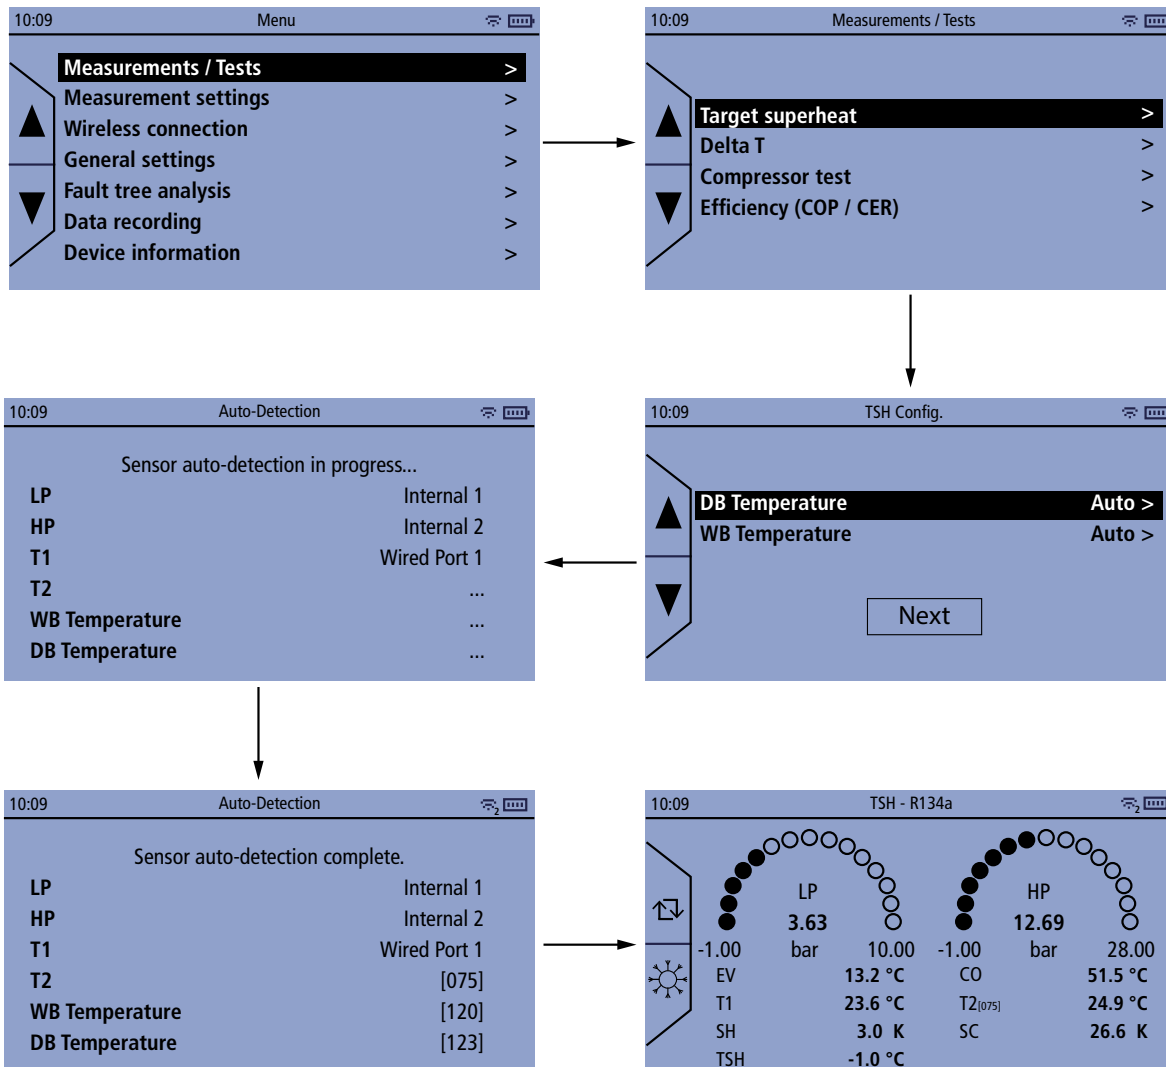 10:09 Menu
Measurements / Tests >
Measurement settings >
Wireless connection >
General settings >
Fault tree analysis >
Data recording >
Device information >
10:09 Measurements / Tests
Target superheat >
Delta T >
Compressor test >
Efficiency (COP / CER) >
10:09 TSH Config.
DB Temperature Auto >
WB Temperature Auto >
Next
10:09 Auto-Detection
Sensor auto-detection in progress...
LP Internal 1
HP Internal 2
T1 Wired Port 1
T2 ...
WB Temperature ...
DB Temperature ...
10:09 Auto-Detection 2
Sensor auto-detection complete.
LP Internal 1
HP Internal 2
T1 Wired Port 1
T2 [075]
WB Temperature [120]
DB Temperature [123]
10:09 TSH - R134a 2
LP HP
3.63 12.69
-1.00 bar 10.00 -1.00 bar 28.00
EV 13.2 °C CO 51.5 °C
T1 23.6 °C T2[075] 24.9 °C
SH 3.0 K SC 26.6 K
TSH -1.0 °C